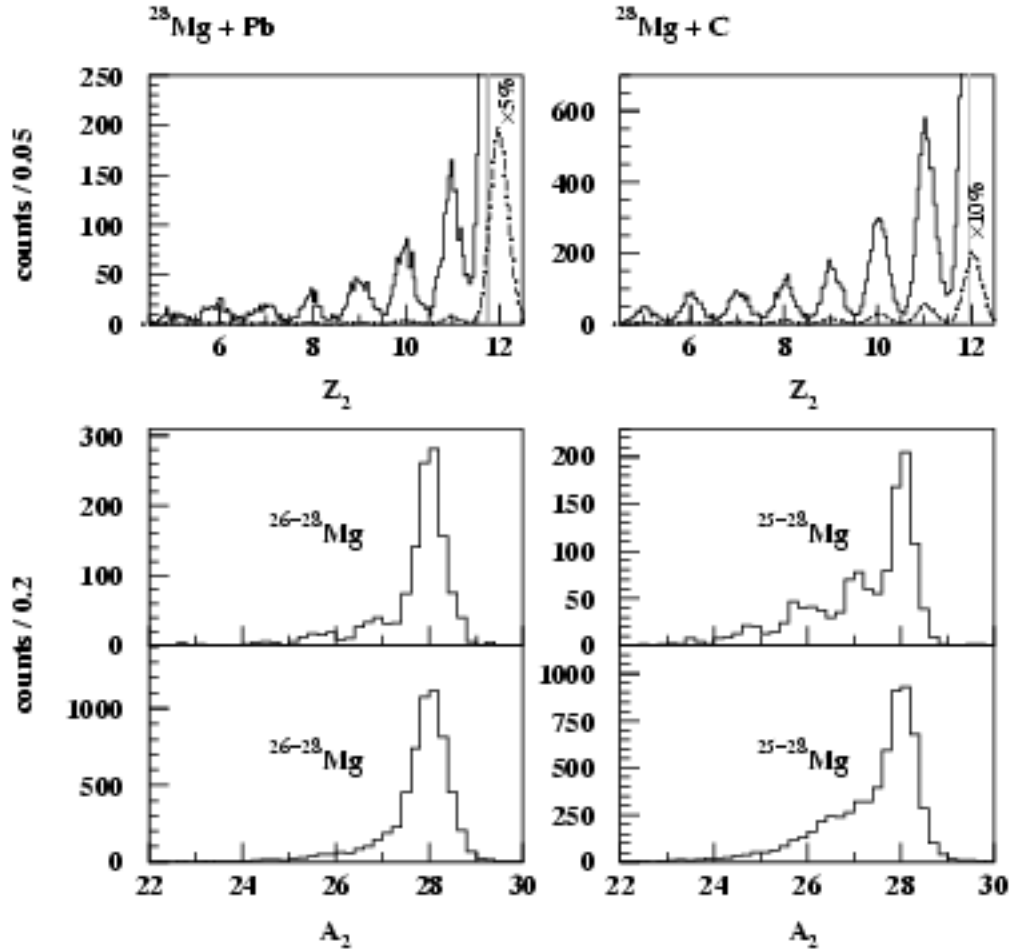 ²⁸Mg + Pb
²⁸Mg + C
counts / 0.05
250
200
150
100
50
0
×5%
6 8 10 12
Z₂
600
400
200
0
×10%
6 8 10 12
Z₂
counts / 0.2
300
200
100
0
²⁶⁻²⁸Mg
200
150
100
50
0
²⁵⁻²⁸Mg
1000
500
0
²⁶⁻²⁸Mg
22 24 26 28 30
A₂
1000
750
500
250
0
²⁵⁻²⁸Mg
22 24 26 28 30
A₂